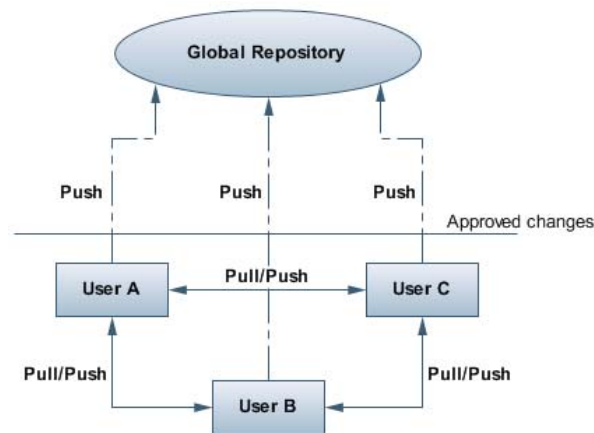 Global Repository
Push
Push
Push
Approved changes
User A
Pull/Push
User C
Pull/Push
Pull/Push
User B